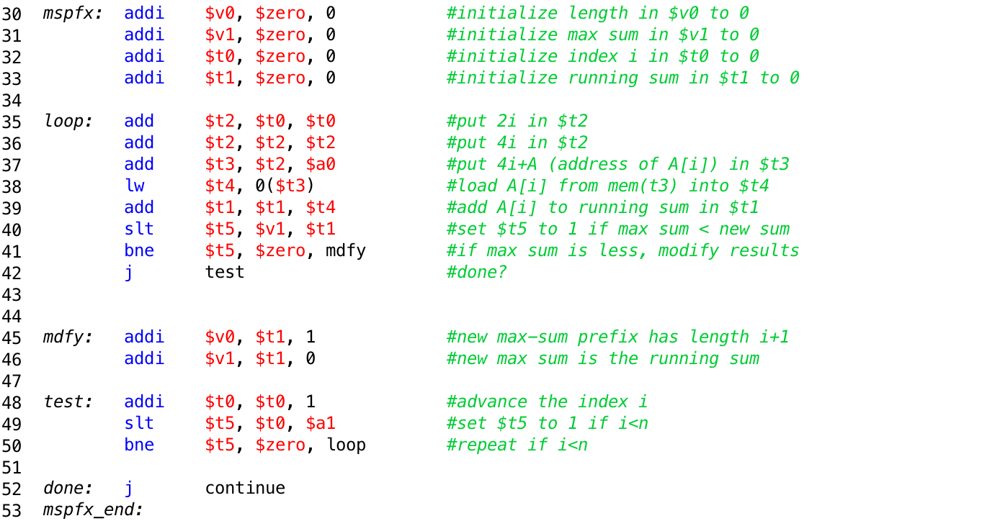 30 mspfx: addi $v0, $zero, 0 #initialize length in $v0 to 0
31 addi $v1, $zero, 0 #initialize max sum in $v1 to 0
32 addi $t0, $zero, 0 #initialize index i in $t0 to 0
33 addi $t1, $zero, 0 #initialize running sum in $t1 to 0
34
35 loop: add $t2, $t0, $t0 #put 2i in $t2
36 add $t2, $t2, $t2 #put 4i in $t2
37 add $t3, $t2, $a0 #put 4i+A (address of A[i]) in $t3
38 lw $t4, 0($t3) #load A[i] from mem(t3) into $t4
39 add $t1, $t1, $t4 #add A[i] to running sum in $t1
40 slt $t5, $v1, $t1 #set $t5 to 1 if max sum < new sum
41 bne $t5, $zero, mdfy #if max sum is less, modify results
42 j test #done?
43
44
45 mdfy: addi $v0, $t1, 1 #new max-sum prefix has length i+1
46 addi $v1, $t1, 0 #new max sum is the running sum
47
48 test: addi $t0, $t0, 1 #advance the index i
49 slt $t5, $t0, $a1 #set $t5 to 1 if i<n
50 bne $t5, $zero, loop #repeat if i<n
51
52 done: j continue
53 mspfx_end: